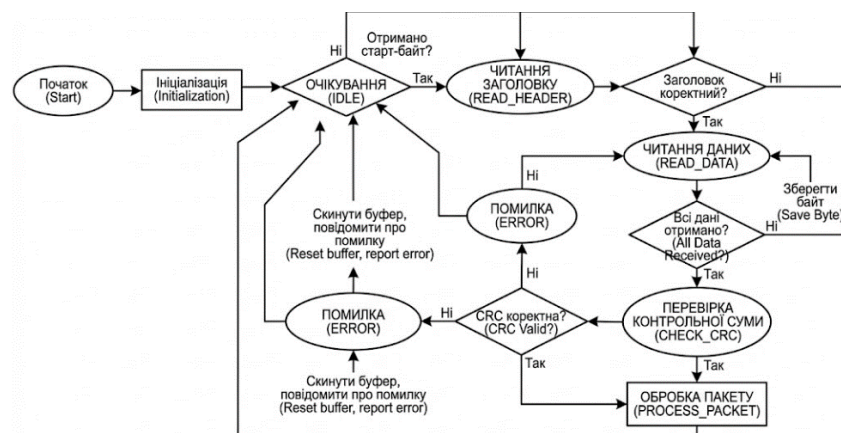 Отримано
старт-байт?
Ні
Ні
Початок
(Start)
Ініціалізація
(Initialization)
ОЧІКУВАННЯ
(IDLE)
Так
ЧИТАННЯ
ЗАГОЛОВКУ
(READ_HEADER)
Заголовок
коректний?
Так
ЧИТАННЯ ДАНИХ
(READ_DATA)
Ні
Зберегти
байт
(Save Byte)
ПОМИЛКА
(ERROR)
Скинути буфер,
повідомити про
помилку
(Reset buffer, report error)
Всі дані
отримано?
(All Data
Received?)
Ні
Ні
Так
ПОМИЛКА
(ERROR)
Ні
CRC коректна?
(CRC Valid?)
ПЕРЕВІРКА
КОНТРОЛЬНОЇ СУМИ
(CHECK_CRC)
Так
Так
Скинути буфер,
повідомити про помилку
(Reset buffer, report error)
ОБРОБКА ПАКЕТУ
(PROCESS_PACKET)